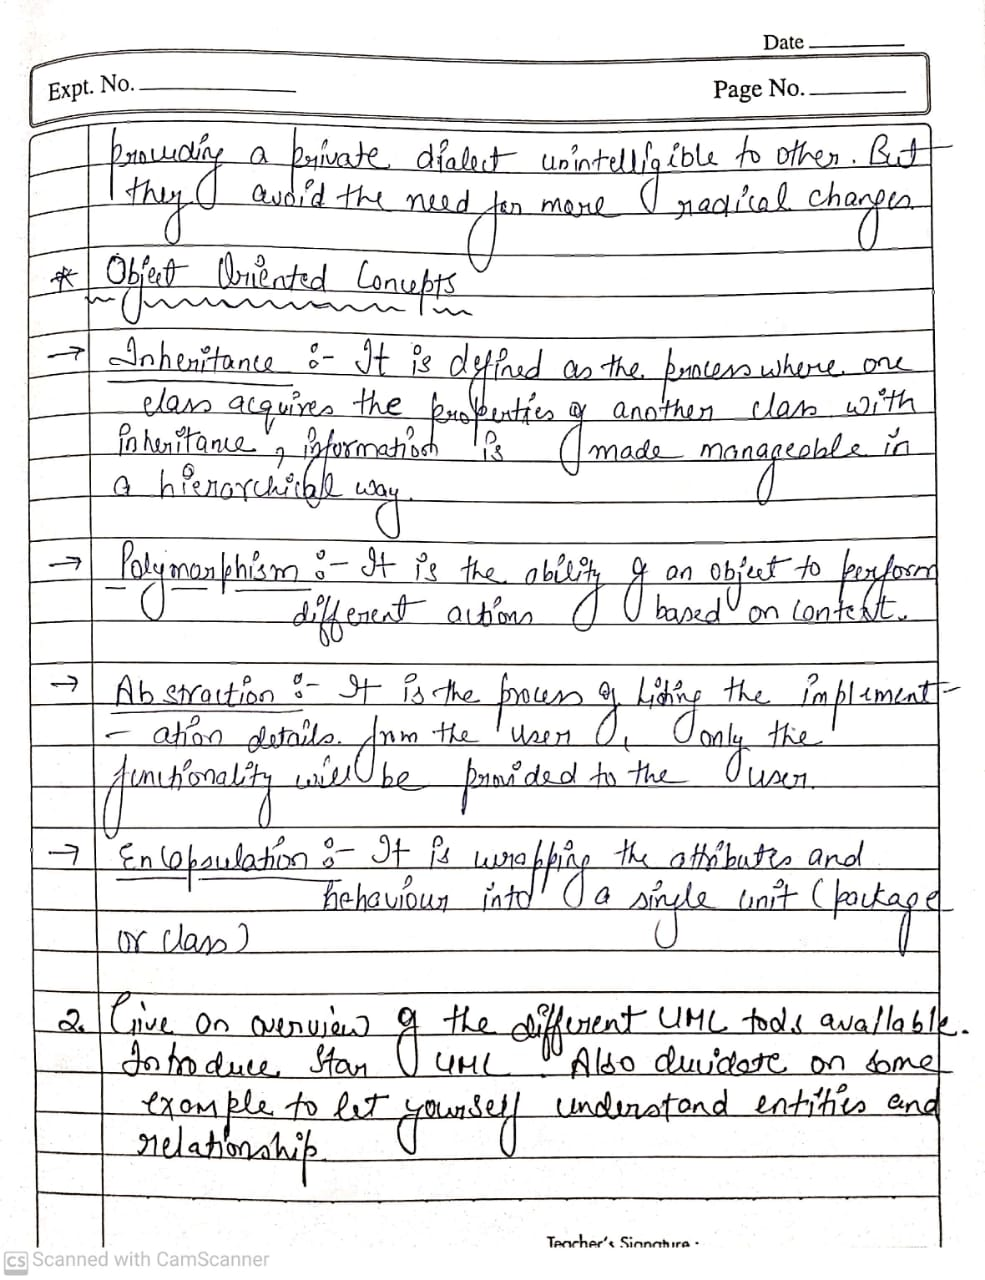 Date
Expt. No.
Page No.
providing a private dialect unintelligible to other. But
they avoid the need for more radical changes
* Object Oriented Concepts
→ Inheritance :- It is defined as the process where one
class acquires the properties of another class with
inheritance, information is made manageable in
a hierarchical way.
→ Polymorphism :- It is the ability of an object to perform
different actions based on context.
→ Abstraction :- It is the process of hiding the implement-
-ation details. from the user, only the
functionality will be provided to the user.
→ Encapsulation :- It is wrapping the attributes and
behaviour into a single unit (package
or class)
2. Give an overview of the different UML tools available.
Introduce Star UML. Also elucidate on some
example to let yourself understand entities and
relationship
Teacher's Signature :
CS Scanned with CamScanner